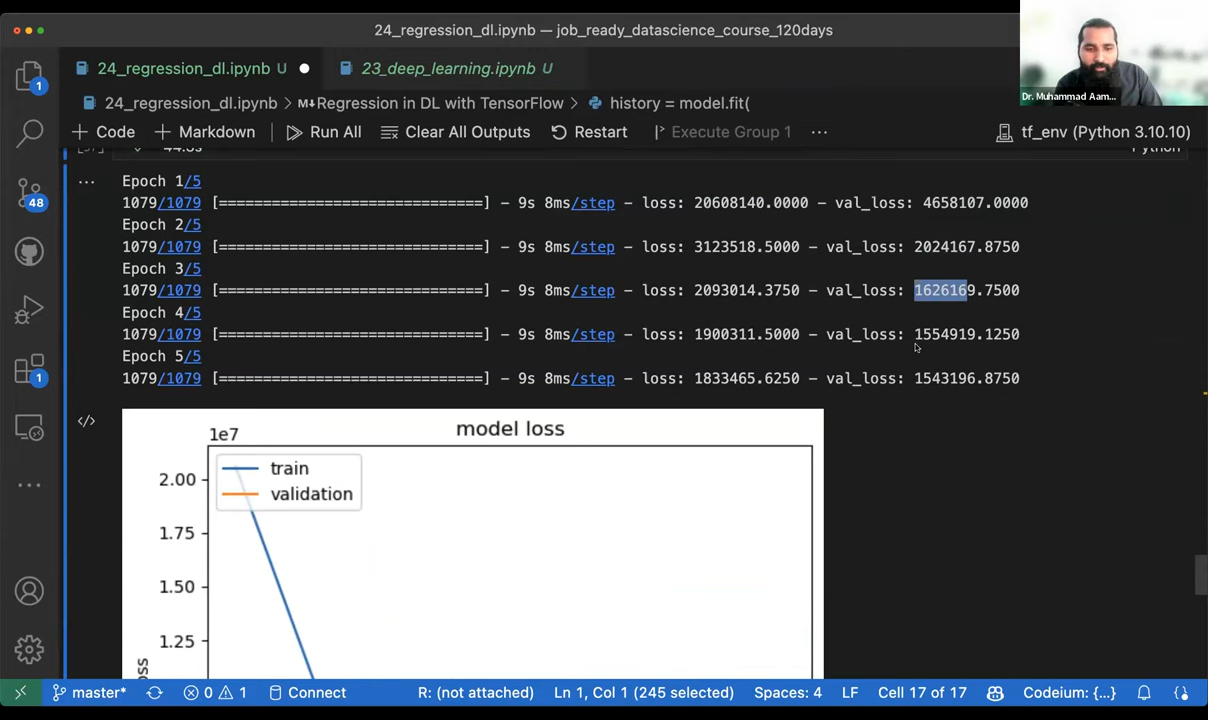 24_regression_dl.ipynb — job_ready_datascience_course_120days
24_regression_dl.ipynb U
23_deep_learning.ipynb U
24_regression_dl.ipynb > M↓Regression in DL with TensorFlow > history = model.fit(
+ Code + Markdown Run All Clear All Outputs Restart Execute Group 1 ··· tf_env (Python 3.10.10)
Python
Epoch 1/5
1079/1079 [==============================] - 9s 8ms/step - loss: 20608140.0000 - val_loss: 4658107.0000
Epoch 2/5
1079/1079 [==============================] - 9s 8ms/step - loss: 3123518.5000 - val_loss: 2024167.8750
Epoch 3/5
1079/1079 [==============================] - 9s 8ms/step - loss: 2093014.3750 - val_loss: 1626169.7500
Epoch 4/5
1079/1079 [==============================] - 9s 8ms/step - loss: 1900311.5000 - val_loss: 1554919.1250
Epoch 5/5
1079/1079 [==============================] - 9s 8ms/step - loss: 1833465.6250 - val_loss: 1543196.8750
model loss
1e7
train
validation
2.00
1.75
1.50
1.25
1
48
1
Dr. Muhammad Aam...
master* 0 1 Connect R: (not attached) Ln 1, Col 1 (245 selected) Spaces: 4 LF Cell 17 of 17 Codeium: {...}